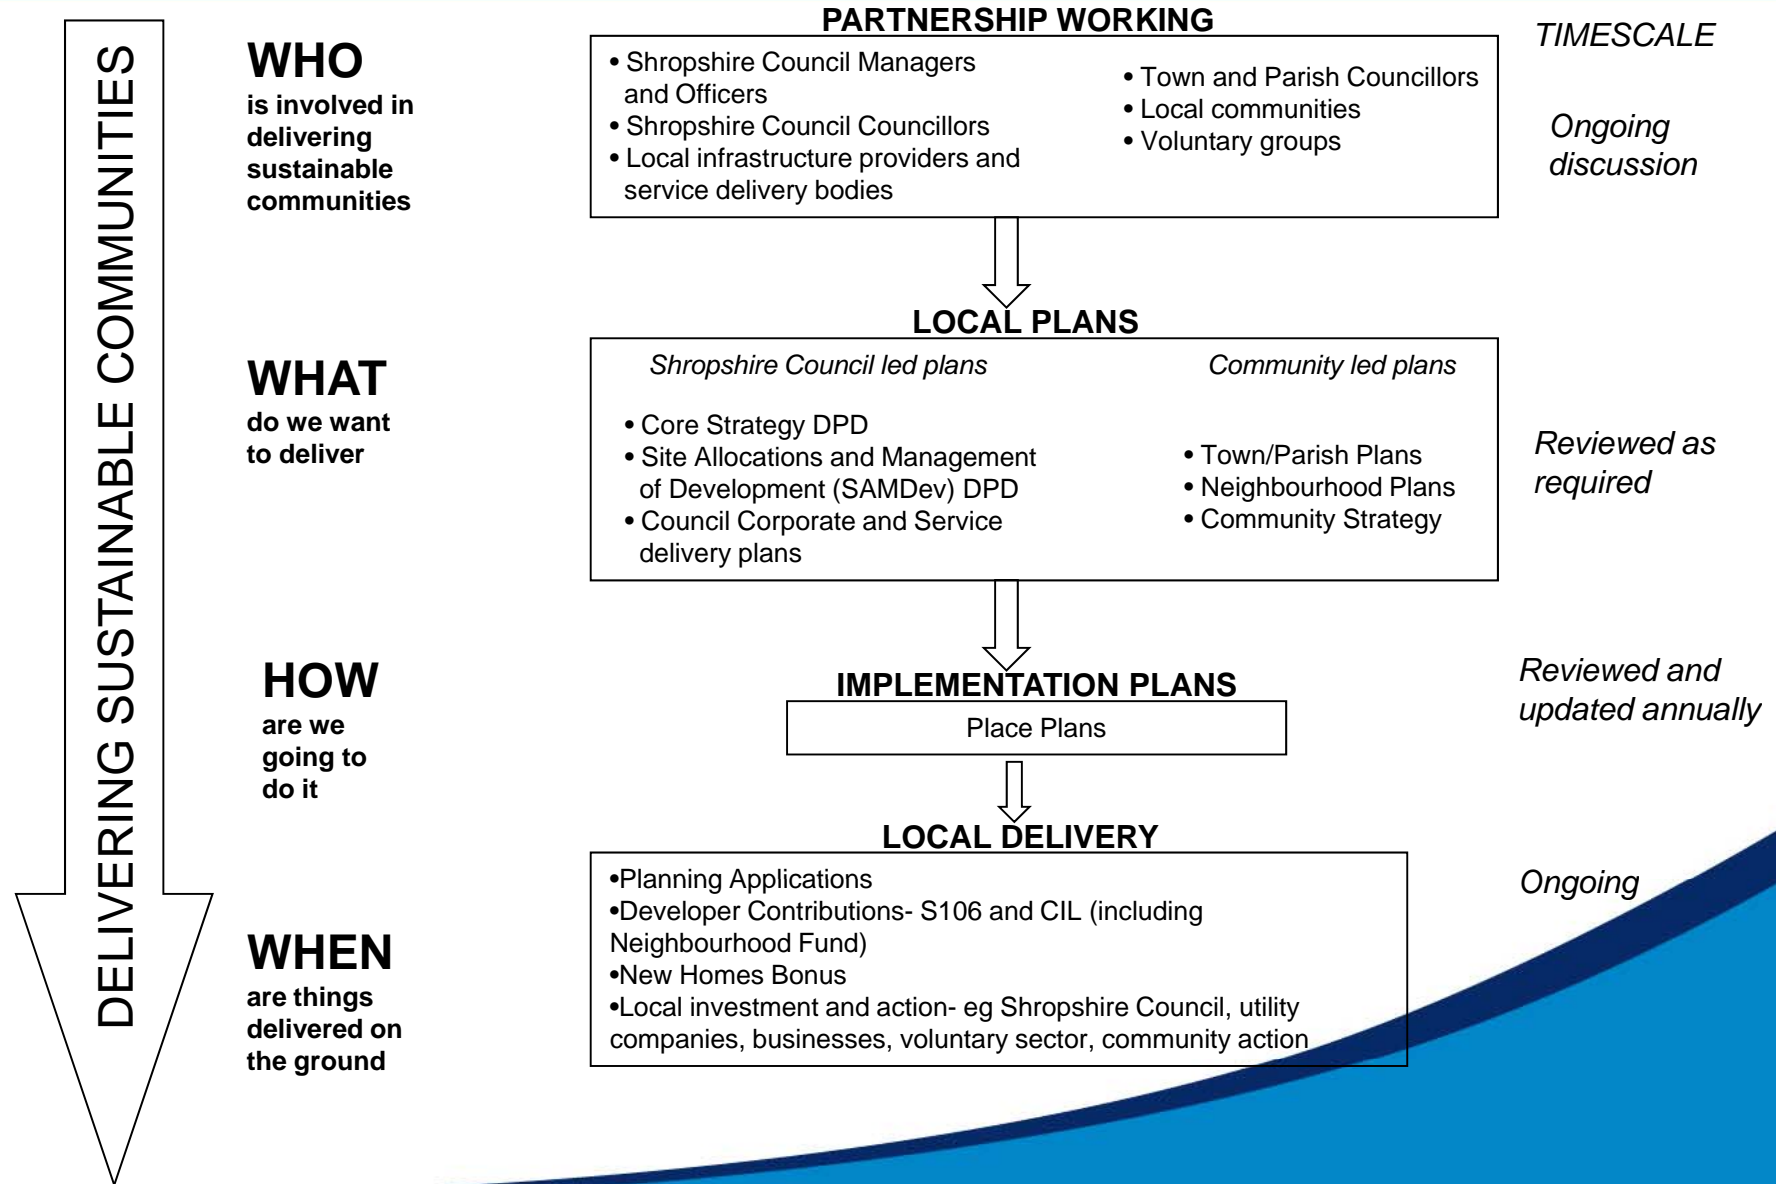 DELIVERING SUSTAINABLE COMMUNITIES
WHO
is involved in
delivering
sustainable
communities
PARTNERSHIP WORKING
• Shropshire Council Managers
and Officers
• Shropshire Council Councillors
• Local infrastructure providers and
service delivery bodies
• Town and Parish Councillors
• Local communities
• Voluntary groups
TIMESCALE
Ongoing
discussion
WHAT
do we want
to deliver
LOCAL PLANS
Shropshire Council led plans
• Core Strategy DPD
• Site Allocations and Management
of Development (SAMDev) DPD
• Council Corporate and Service
delivery plans
Community led plans
• Town/Parish Plans
• Neighbourhood Plans
• Community Strategy
Reviewed as
required
HOW
are we
going to
do it
IMPLEMENTATION PLANS
Place Plans
Reviewed and
updated annually
WHEN
are things
delivered on
the ground
LOCAL DELIVERY
•Planning Applications
•Developer Contributions- S106 and CIL (including
Neighbourhood Fund)
•New Homes Bonus
•Local investment and action- eg Shropshire Council, utility
companies, businesses, voluntary sector, community action
Ongoing